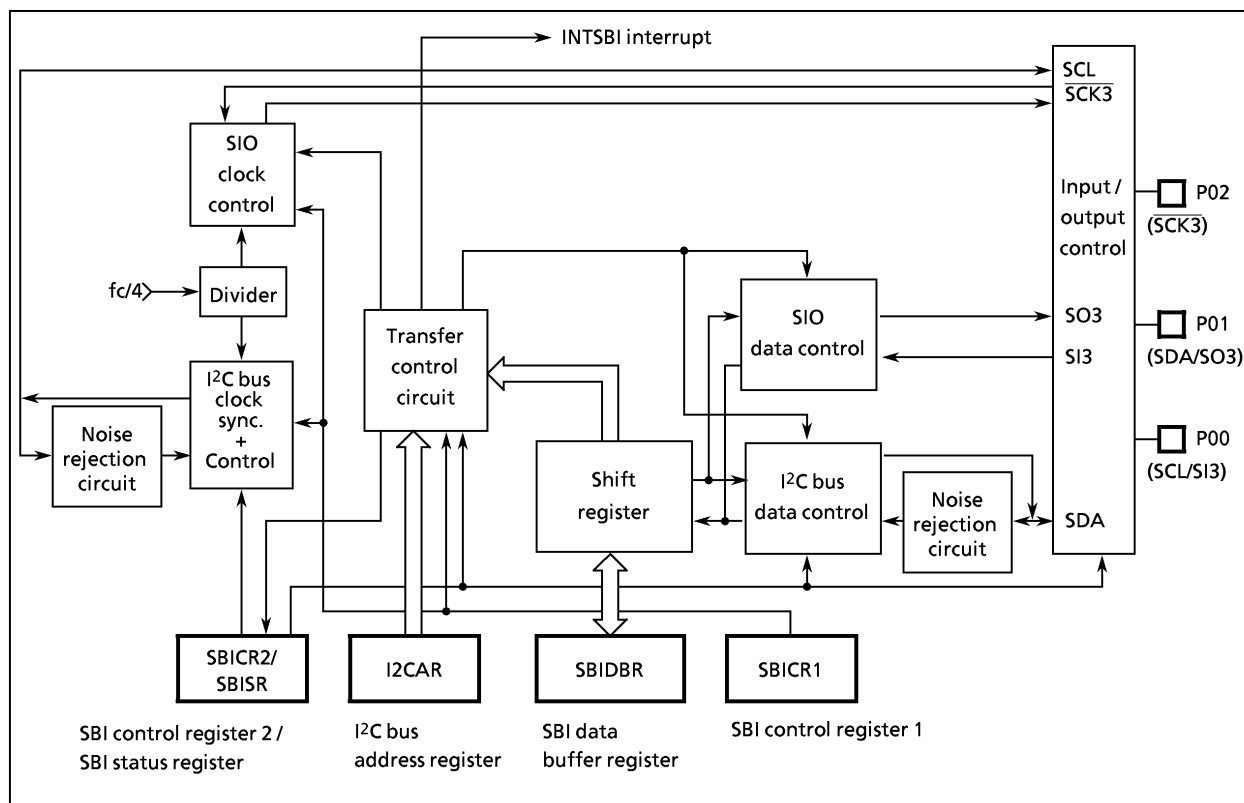 INTSBI interrupt
SCL
SCK3
SIO
clock
control
Input /
output
control
P02
(SCK3)
fc/4
Divider
SIO
data control
SO3
P01
(SDA/SO3)
SI3
Transfer
control
circuit
I²C bus
clock
sync.
+
Control
Noise
rejection
circuit
P00
(SCL/SI3)
Shift
register
I²C bus
data control
Noise
rejection
circuit
SDA
SBICR2/
SBISR
I2CAR
SBIDBR
SBICR1
SBI control register 2 /
SBI status register
I²C bus
address register
SBI data
buffer register
SBI control register 1